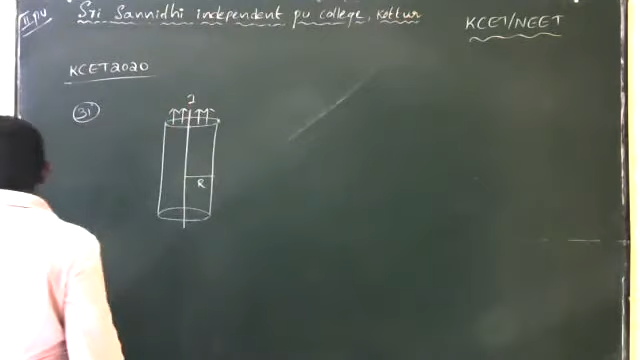 II PU
Sri Sannidhi independent pu college, Kottur
KCET/NEET
KCET2020
31
I
R